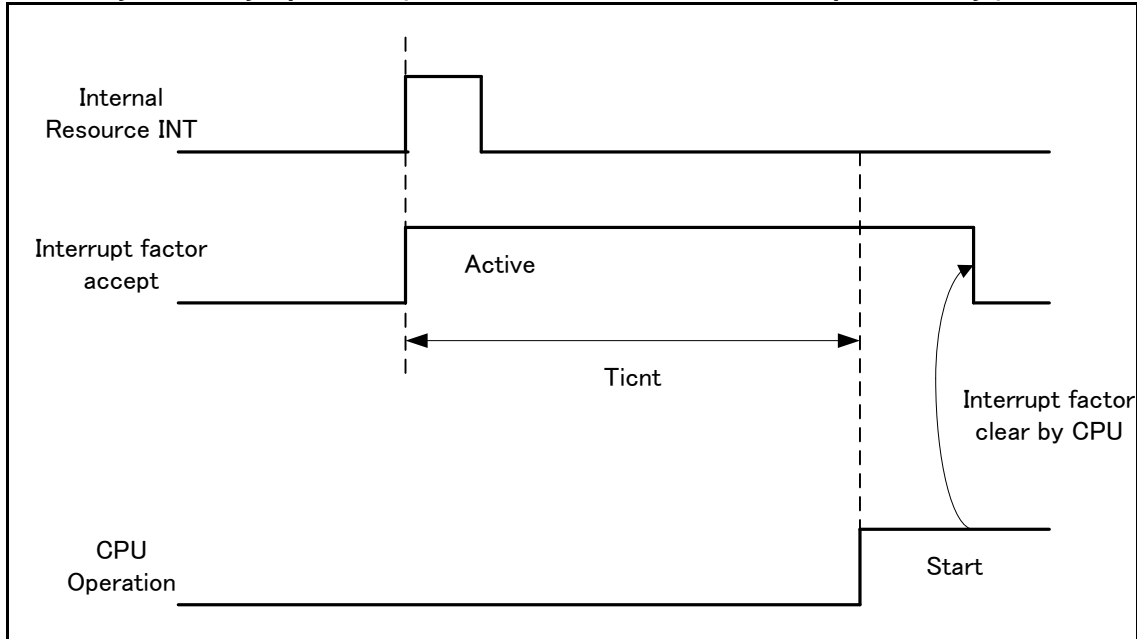 Internal
Resource INT
Interrupt factor
accept
Active
Ticnt
Interrupt factor
clear by CPU
CPU
Operation
Start